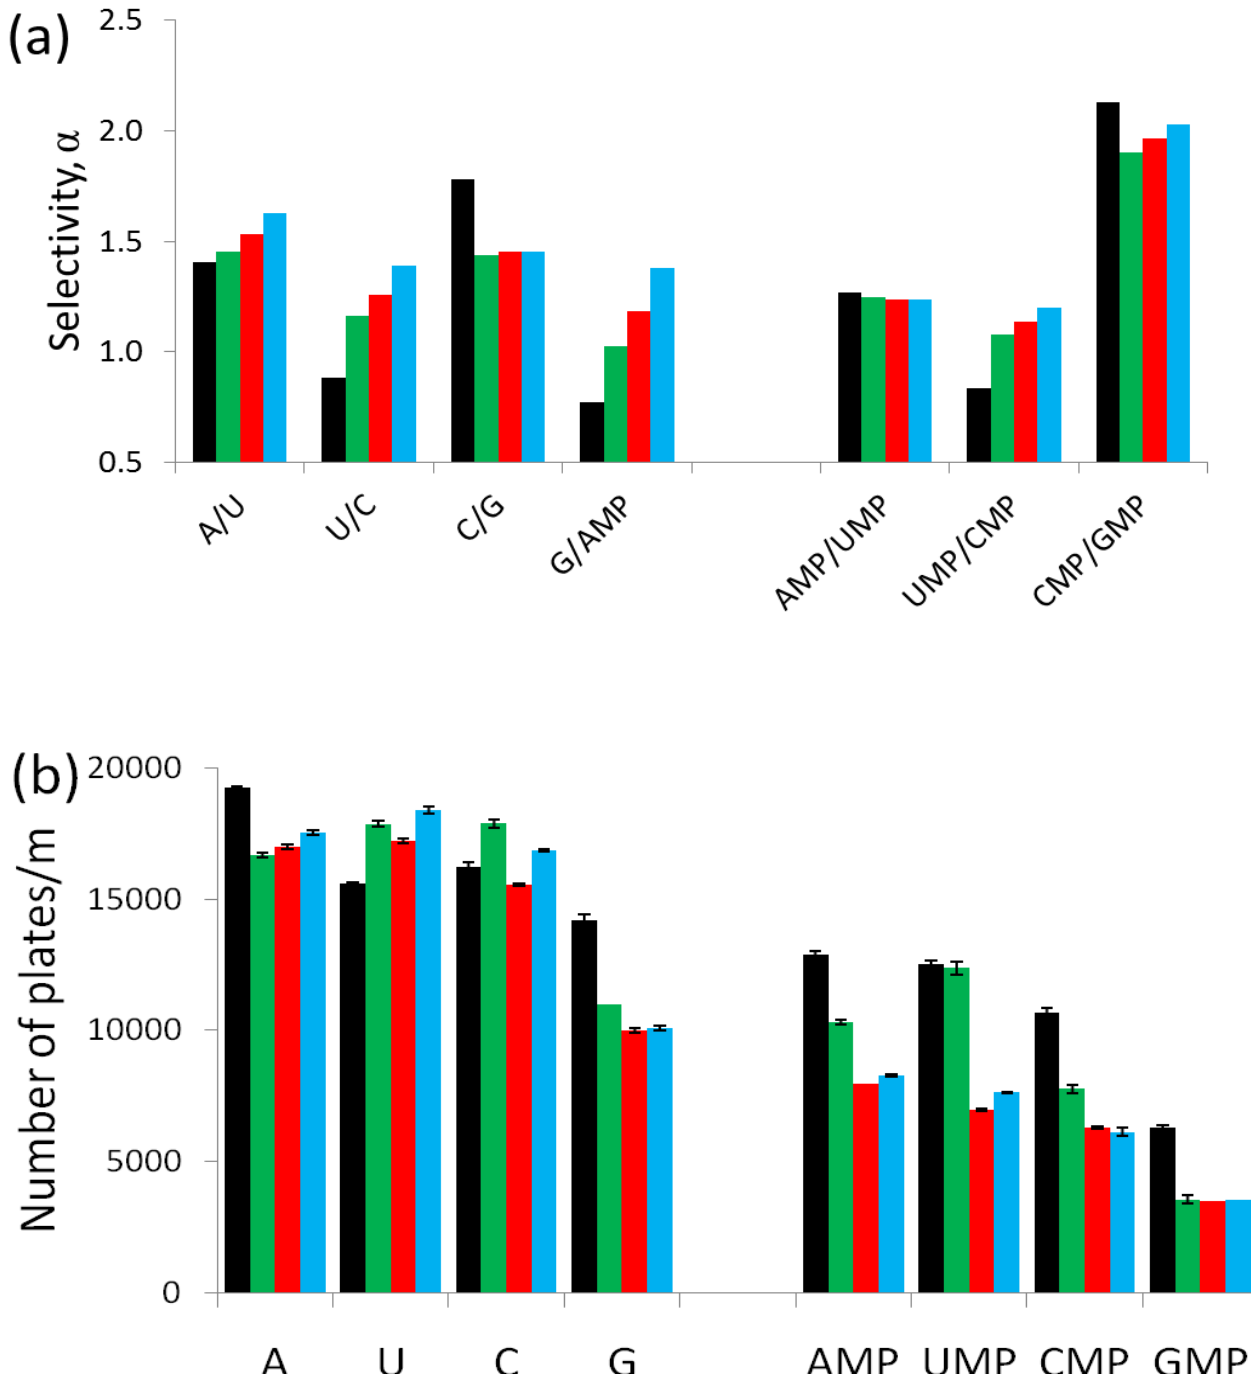 (a)
Selectivity, α
2.5
2.0
1.5
1.0
0.5
A/U
U/C
C/G
G/AMP
AMP/UMP
UMP/CMP
CMP/GMP
(b)
Number of plates/m
20000
15000
10000
5000
0
A
U
C
G
AMP
UMP
CMP
GMP